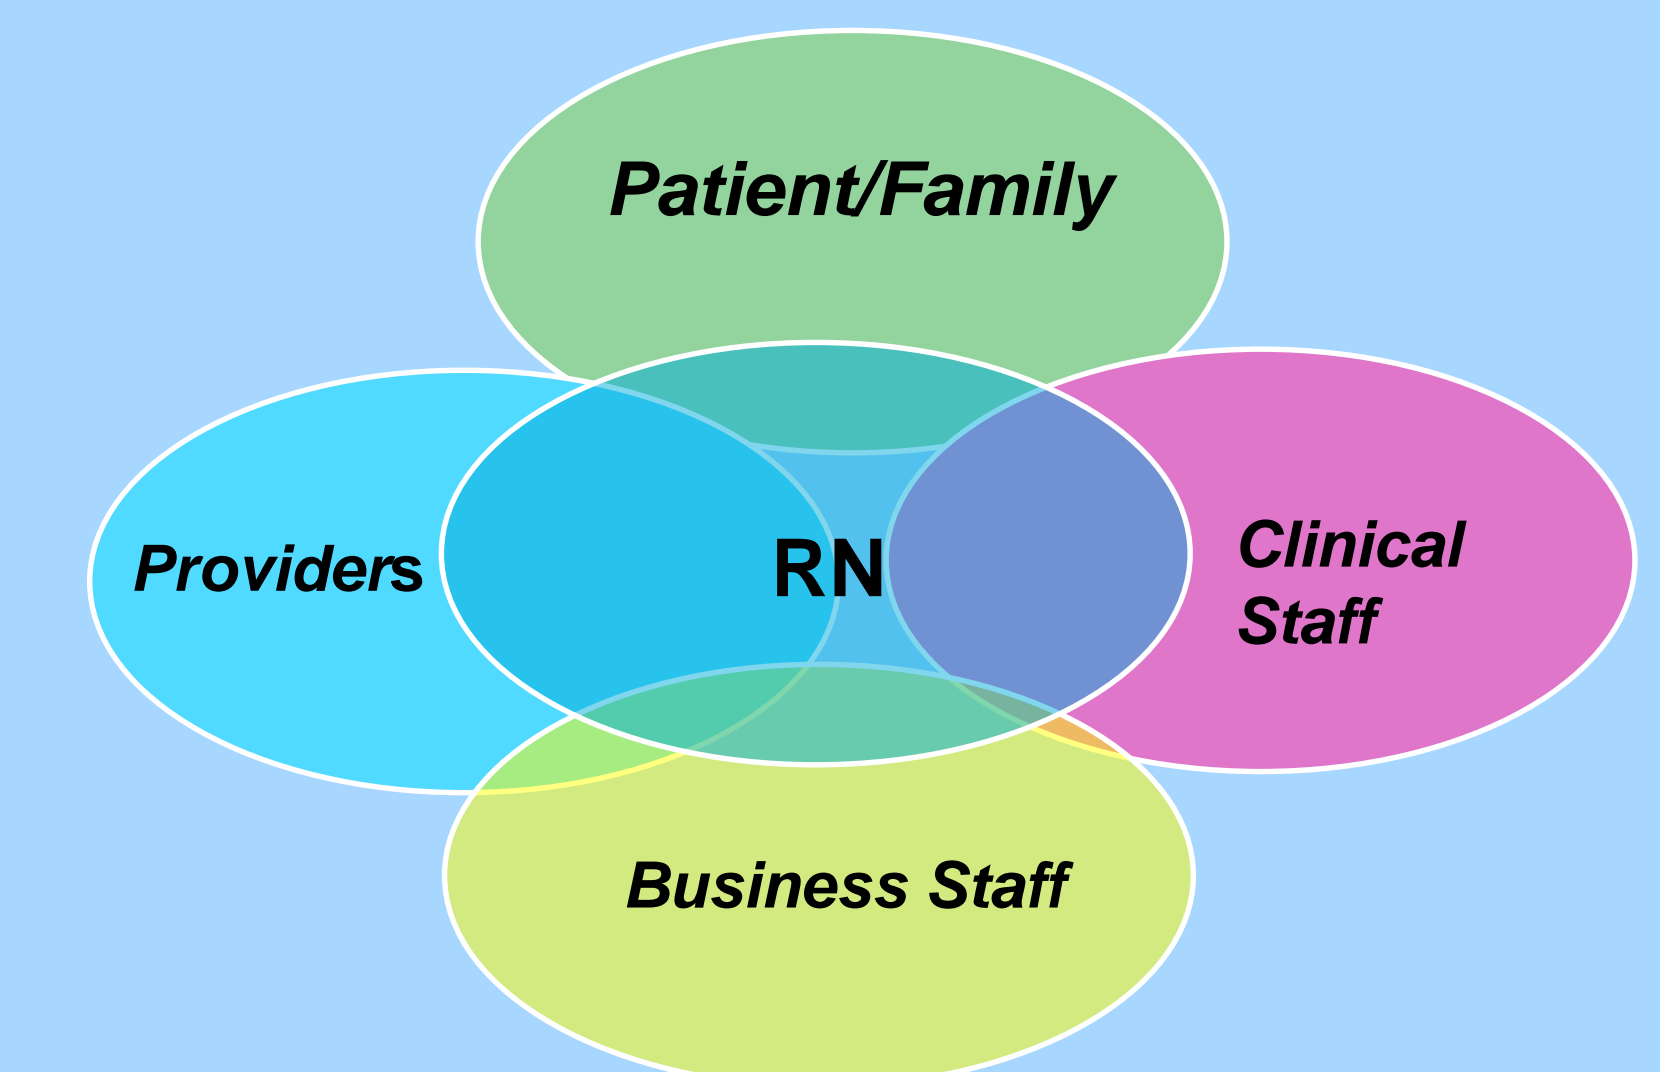 Patient/Family
Providers
RN
Clinical
Staff
Business Staff